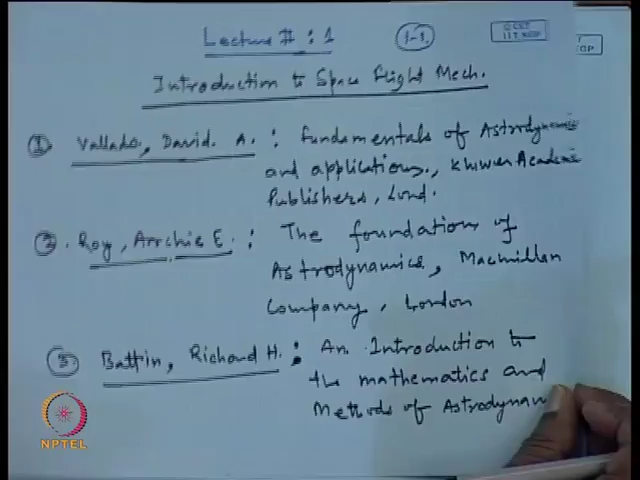 Lecture #: 1
1-1.
© CET
I.I.T. KGP
Introduction to Space Flight Mech.
① Vallado, David. A. : Fundamentals of Astrodynamics
and applications., Kluwer Academic
Publishers, Lond.
②. Roy, Archie E. : The foundation of
Astrodynamics, Macmillan
Company, London
③ Battin, Richard H. : An Introduction to
the mathematics and
Methods of Astrodynam
NPTEL